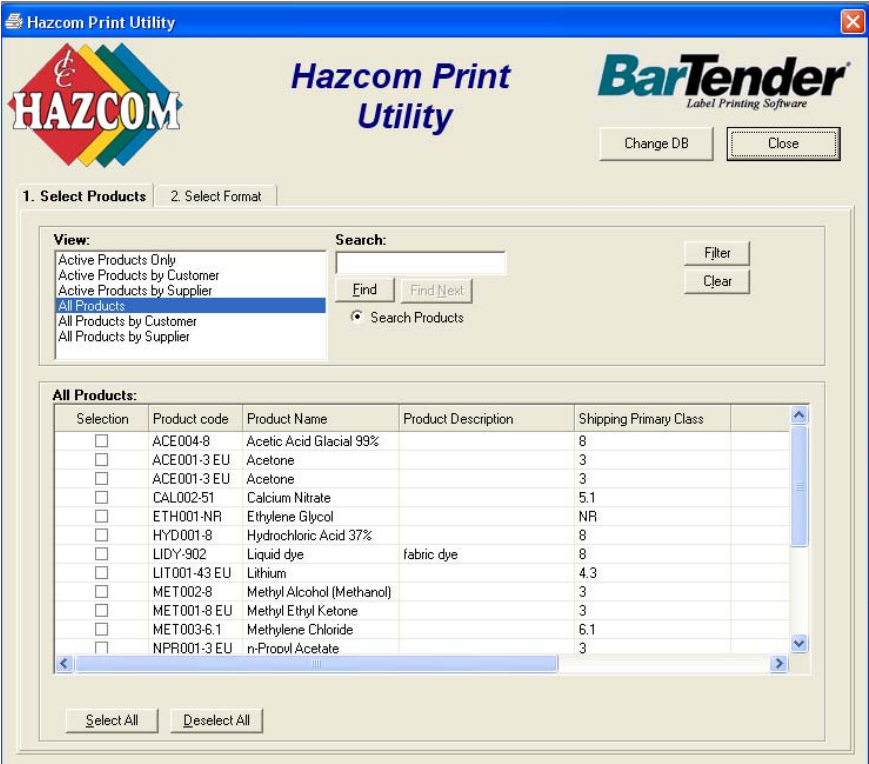 Hazcom Print Utility
ICC
HAZCOM
Hazcom Print
Utility
BarTender
Label Printing Software
Change DB Close
1. Select Products 2. Select Format
View: Search:
Active Products Only
Active Products by Customer
Active Products by Supplier
All Products
All Products by Customer
All Products by Supplier
Find Find Next
Search Products
Filter
Clear
All Products:
Selection Product code Product Name Product Description Shipping Primary Class
ACE004-8 Acetic Acid Glacial 99% 8
ACE001-3 EU Acetone 3
ACE001-3 EU Acetone 3
CAL002-51 Calcium Nitrate 5.1
ETH001-NR Ethylene Glycol NR
HYD001-8 Hydrochloric Acid 37% 8
LIDY-902 Liquid dye fabric dye 8
LIT001-43 EU Lithium 4.3
MET002-8 Methyl Alcohol (Methanol) 3
MET001-8 EU Methyl Ethyl Ketone 3
MET003-6.1 Methylene Chloride 6.1
NPR001-3 EU n-Propyl Acetate 3
Select All Deselect All